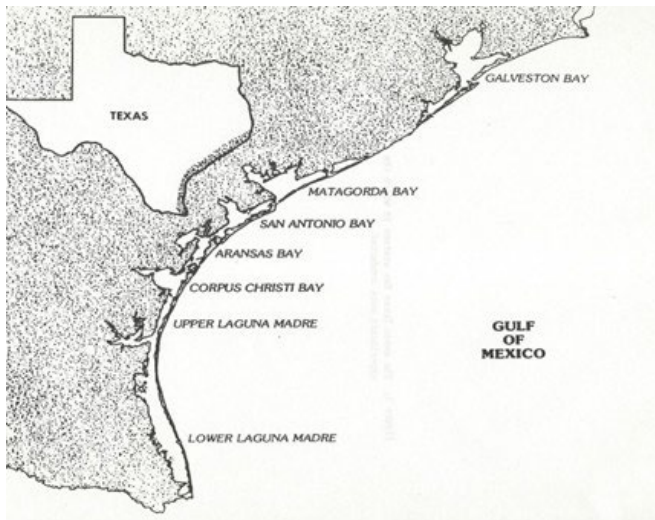 TEXAS
GALVESTON BAY
MATAGORDA BAY
SAN ANTONIO BAY
ARANSAS BAY
CORPUS CHRISTI BAY
UPPER LAGUNA MADRE
GULF
OF
MEXICO
LOWER LAGUNA MADRE